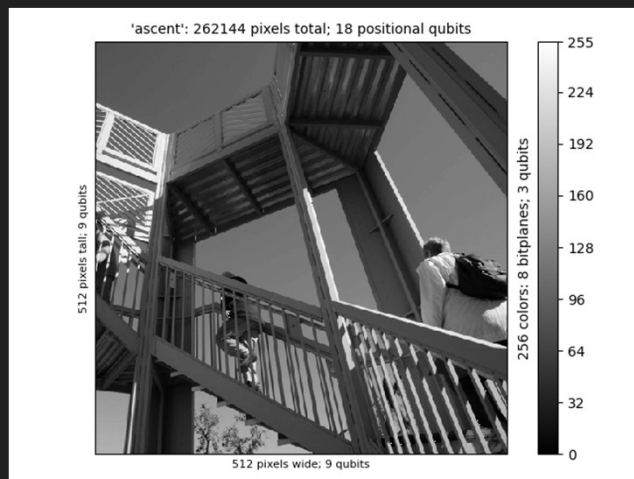 'ascent': 262144 pixels total; 18 positional qubits
512 pixels tall; 9 qubits
512 pixels wide; 9 qubits
255
224
192
160
128
96
64
32
0
256 colors: 8 bitplanes; 3 qubits